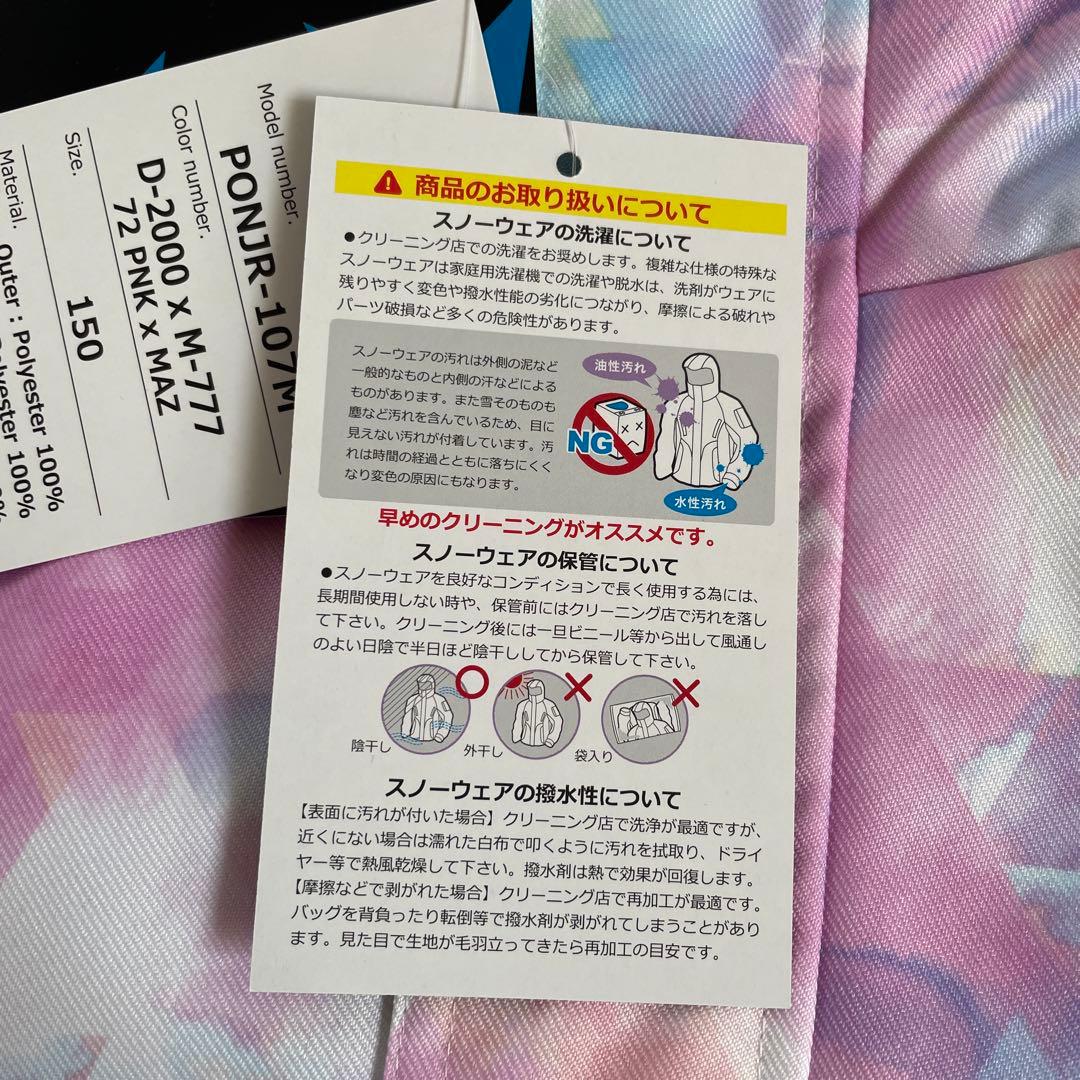 Model number.
PONJR-107M
Color number.
D-2000 x M-777
72 PNK x MAZ
Size.
150
Material.
Outer : Polyester 100%
Polyester 100%
商品のお取り扱いについて
スノーウェアの洗濯について
●クリーニング店での洗濯をお奨めします。複雑な仕様の特殊な
スノーウェアは家庭用洗濯機での洗濯や脱水は、洗剤がウェアに
残りやすく変色や撥水性能の劣化につながり、摩擦による破れや
パーツ破損など多くの危険性があります。
スノーウェアの汚れは外側の泥など
一般的なものと内側の汗などによる
ものがあります。また雪そのものも
塵など汚れを含んでいるため、目に
見えない汚れが付着しています。汚
れは時間の経過とともに落ちにくく
なり変色の原因にもなります。
油性汚れ
NG
水性汚れ
早めのクリーニングがオススメです。
スノーウェアの保管について
●スノーウェアを良好なコンディションで長く使用する為には、
長期間使用しない時や、保管前にはクリーニング店で汚れを落し
て下さい。クリーニング後には一旦ビニール等から出して風通し
のよい日陰で半日ほど陰干ししてから保管して下さい。
陰干し
外干し
袋入り
スノーウェアの撥水性について
【表面に汚れが付いた場合】クリーニング店で洗浄が最適ですが、
近くにない場合は濡れた白布で叩くように汚れを拭取り、ドライ
ヤー等で熱風乾燥して下さい。撥水剤は熱で効果が回復します。
【摩擦などで剥がれた場合】クリーニング店で再加工が最適です。
バッグを背負ったり転倒等で撥水剤が剥がれてしまうことがあり
ます。見た目で生地が毛羽立ってきたら再加工の目安です。